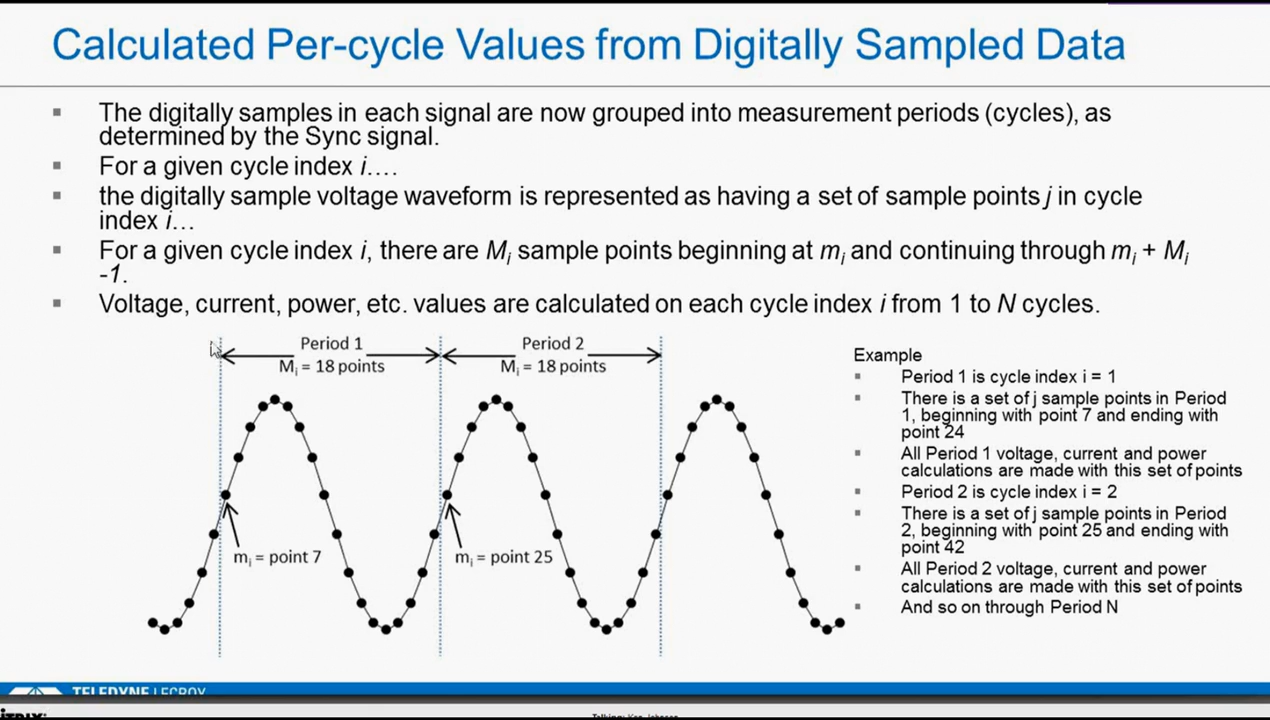 Calculated Per-cycle Values from Digitally Sampled Data
▪ The digitally samples in each signal are now grouped into measurement periods (cycles), as
determined by the Sync signal.
▪ For a given cycle index i….
▪ the digitally sample voltage waveform is represented as having a set of sample points j in cycle
index i…
▪ For a given cycle index i, there are Mi sample points beginning at mi and continuing through mi + Mi
-1.
▪ Voltage, current, power, etc. values are calculated on each cycle index i from 1 to N cycles.
Period 1
Mi = 18 points
Period 2
Mi = 18 points
mi = point 7
mi = point 25
Example
▪ Period 1 is cycle index i = 1
▪ There is a set of j sample points in Period
1, beginning with point 7 and ending with
point 24
▪ All Period 1 voltage, current and power
calculations are made with this set of points
▪ Period 2 is cycle index i = 2
▪ There is a set of j sample points in Period
2, beginning with point 25 and ending with
point 42
▪ All Period 2 voltage, current and power
calculations are made with this set of points
▪ And so on through Period N
TELEDYNE LECROY